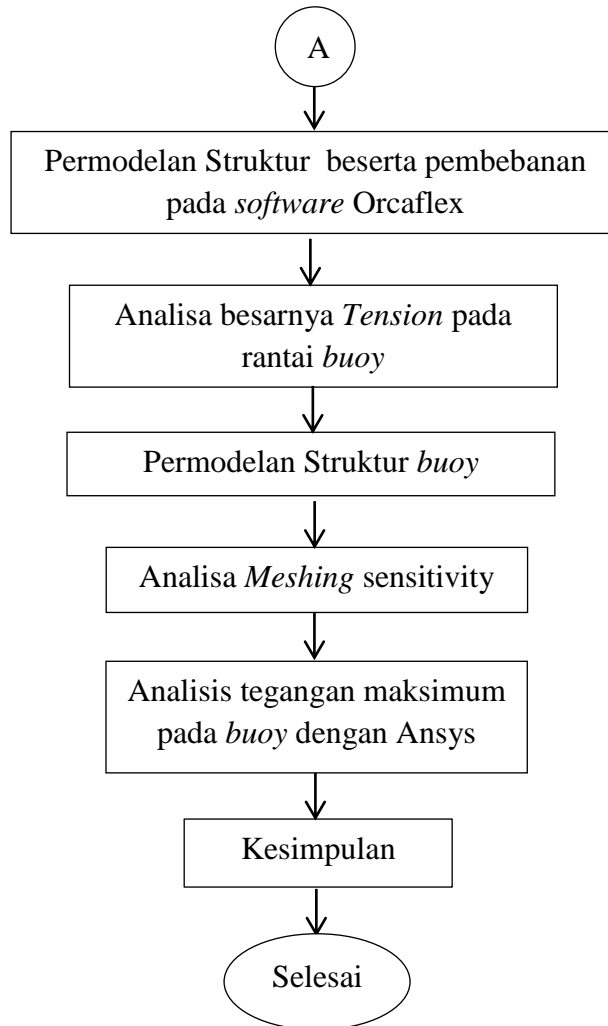 A
Permodelan Struktur beserta pembebanan
pada software Orcaflex
Analisa besarnya Tension pada
rantai buoy
Permodelan Struktur buoy
Analisa Meshing sensitivity
Analisis tegangan maksimum
pada buoy dengan Ansys
Kesimpulan
Selesai